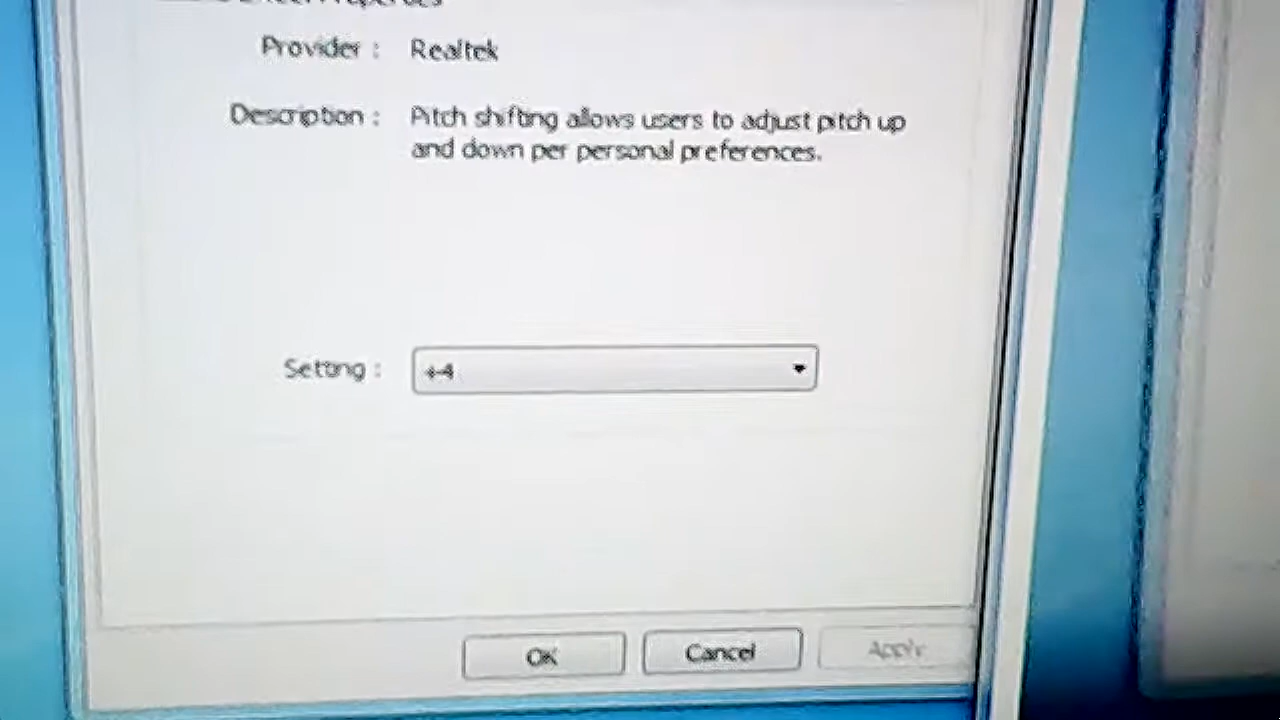 Properties
Provider : Realtek
Description : Pitch shifting allows users to adjust pitch up
and down per personal preferences.
Setting : +4
OK Cancel Apply